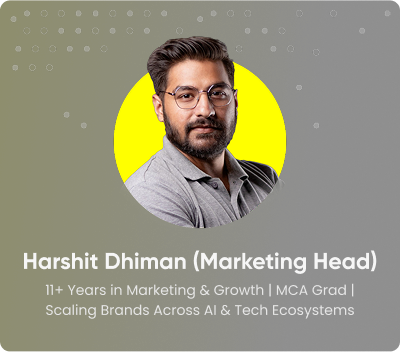 Harshit Dhiman (Marketing Head)
11+ Years in Marketing & Growth | MCA Grad |
Scaling Brands Across AI & Tech Ecosystems